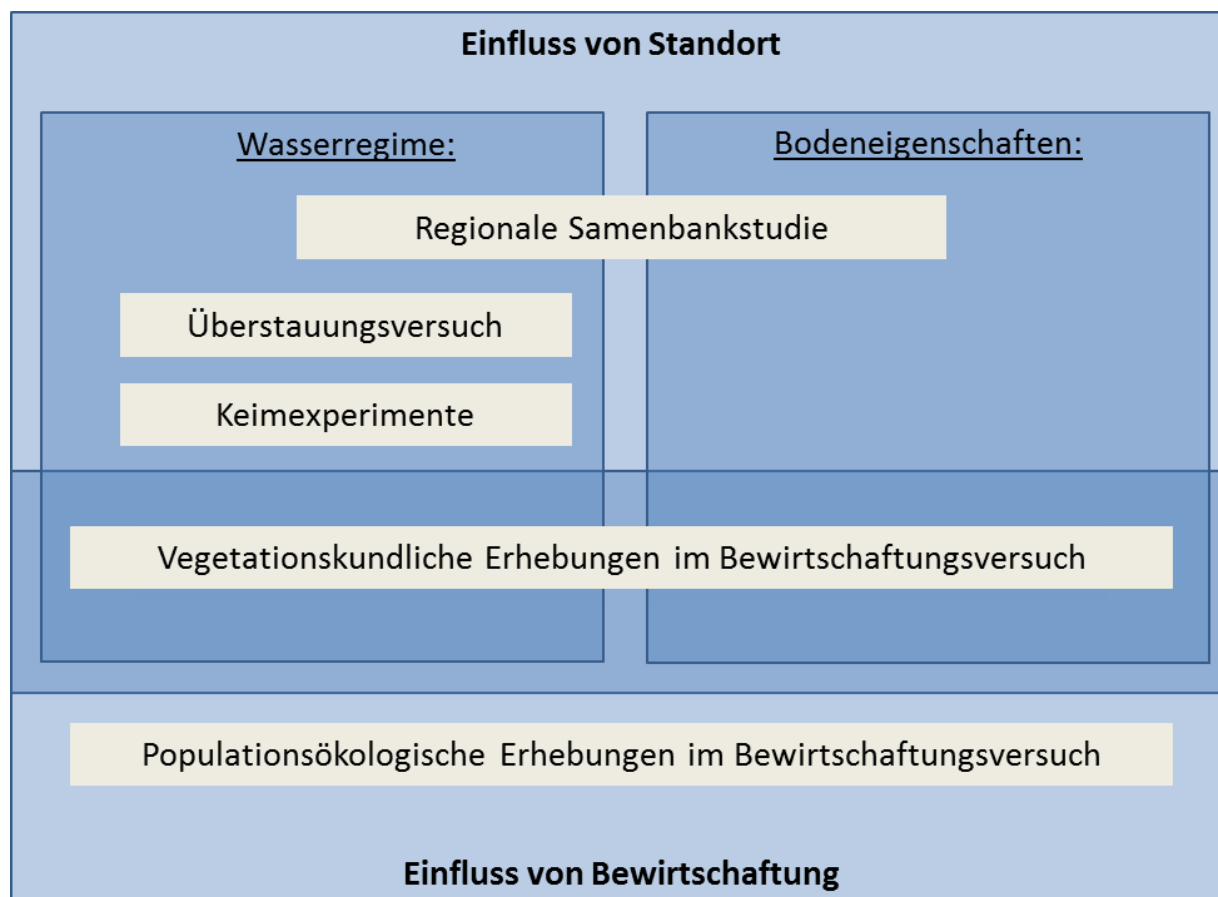 Einfluss von Standort
Wasserregime:
Bodeneigenschaften:
Regionale Samenbankstudie
Überstauungsversuch
Keimexperimente
Vegetationskundliche Erhebungen im Bewirtschaftungsversuch
Populationsökologische Erhebungen im Bewirtschaftungsversuch
Einfluss von Bewirtschaftung